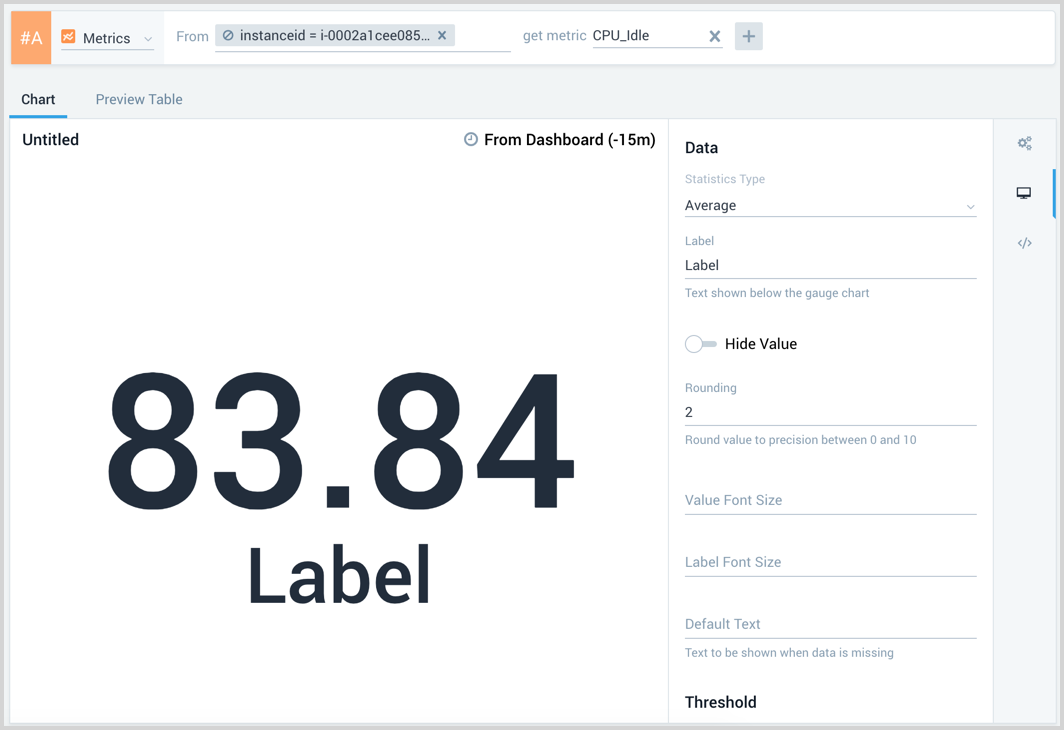 #A Metrics From instanceid = i-0002a1cee085... get metric CPU_Idle
Chart Preview Table
Untitled From Dashboard (-15m)
83.84
Label
Data
Statistics Type
Average
Label
Label
Text shown below the gauge chart
Hide Value
Rounding
2
Round value to precision between 0 and 10
Value Font Size
Label Font Size
Default Text
Text to be shown when data is missing
Threshold